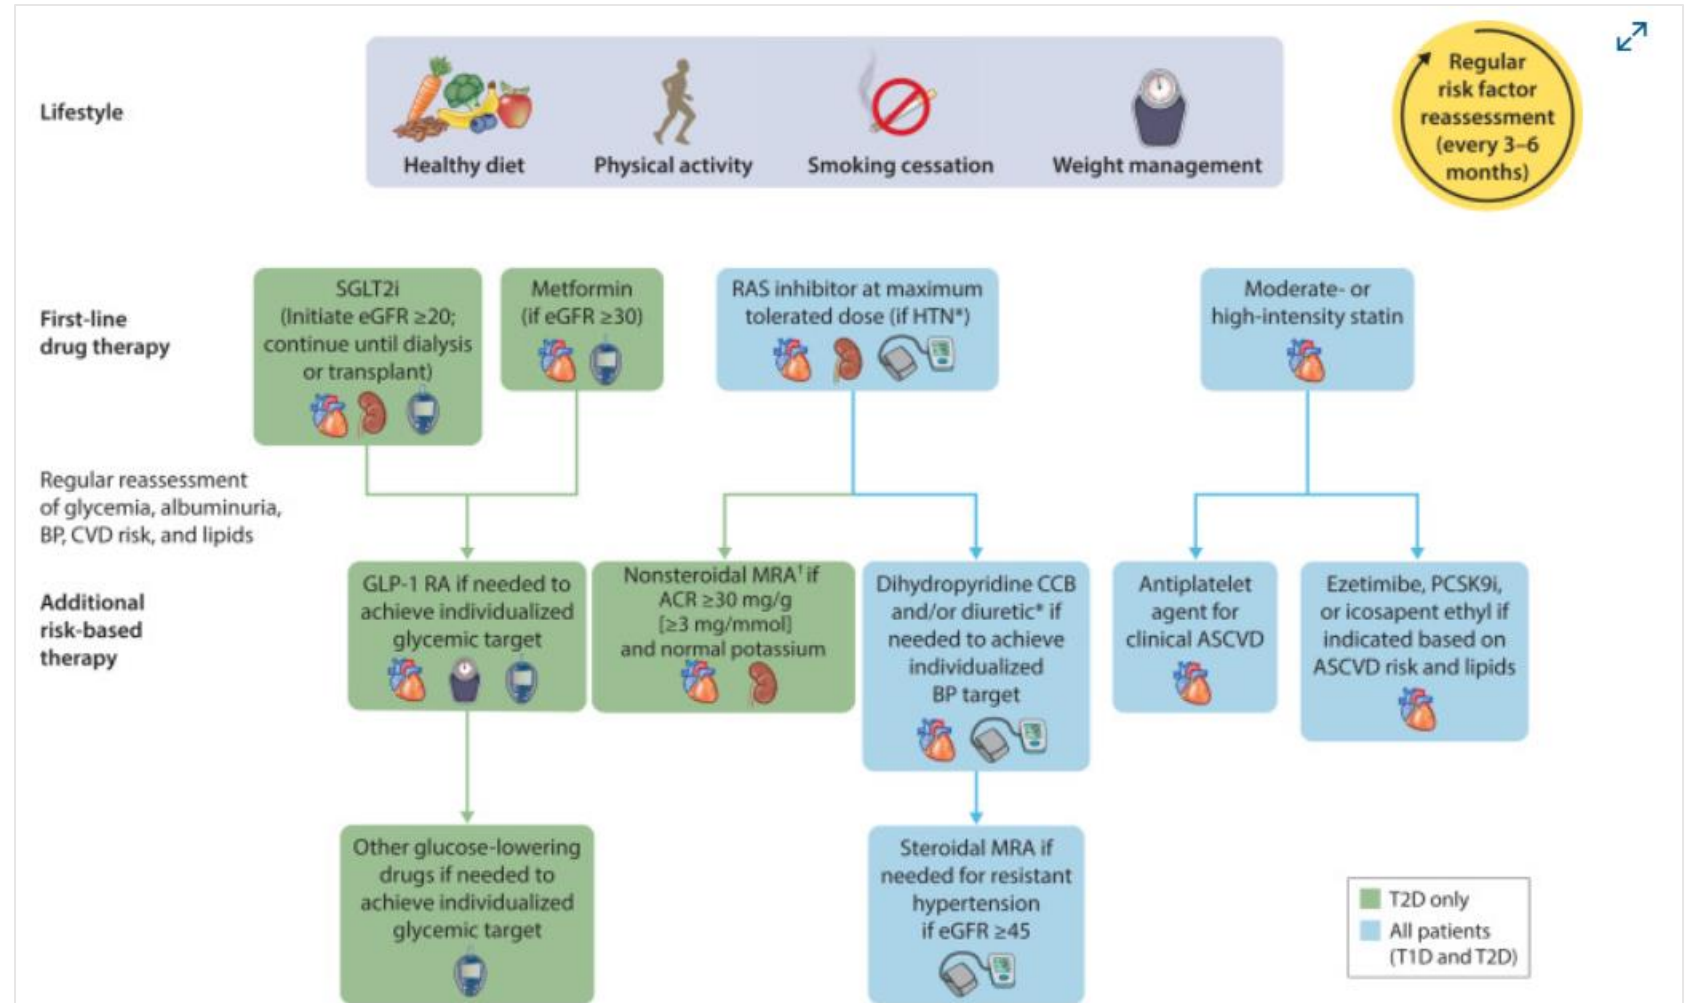 Lifestyle
Healthy diet
Physical activity
Smoking cessation
Weight management
Regular
risk factor
reassessment
(every 3–6
months)
First-line
drug therapy
SGLT2i
(Initiate eGFR ≥20;
continue until dialysis
or transplant)
Metformin
(if eGFR ≥30)
RAS inhibitor at maximum
tolerated dose (if HTN*)
Moderate- or
high-intensity statin
Regular reassessment
of glycemia, albuminuria,
BP, CVD risk, and lipids
Additional
risk-based
therapy
GLP-1 RA if needed to
achieve individualized
glycemic target
Nonsteroidal MRA† if
ACR ≥30 mg/g
[≥3 mg/mmol]
and normal potassium
Dihydropyridine CCB
and/or diuretic* if
needed to achieve
individualized
BP target
Antiplatelet
agent for
clinical ASCVD
Ezetimibe, PCSK9i,
or icosapent ethyl if
indicated based on
ASCVD risk and lipids
Other glucose-lowering
drugs if needed to
achieve individualized
glycemic target
Steroidal MRA if
needed for resistant
hypertension
if eGFR ≥45
T2D only
All patients
(T1D and T2D)